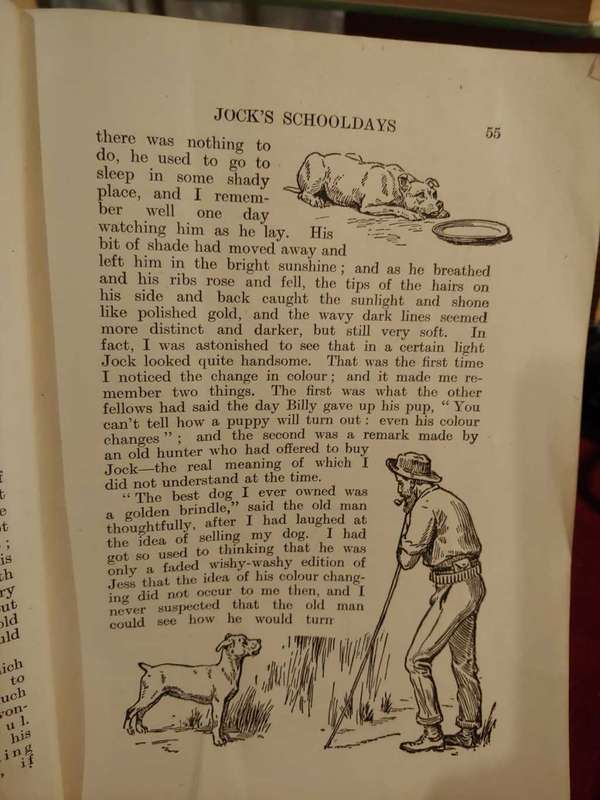 JOCK'S SCHOOLDAYS 55
there was nothing to
do, he used to go to
sleep in some shady
place, and I remem-
ber well one day
watching him as he lay. His
bit of shade had moved away and
left him in the bright sunshine; and as he breathed
and his ribs rose and fell, the tips of the hairs on
his side and back caught the sunlight and shone
like polished gold, and the wavy dark lines seemed
more distinct and darker, but still very soft. In
fact, I was astonished to see that in a certain light
Jock looked quite handsome. That was the first time
I noticed the change in colour; and it made me re-
member two things. The first was what the other
fellows had said the day Billy gave up his pup, "You
can't tell how a puppy will turn out: even his colour
changes"; and the second was a remark made by
an old hunter who had offered to buy
Jock—the real meaning of which I
did not understand at the time.
"The best dog I ever owned was
a golden brindle," said the old man
thoughtfully, after I had laughed at
the idea of selling my dog. I had
got so used to thinking that he was
only a faded wishy-washy edition of
Jess that the idea of his colour chang-
ing did not occur to me then, and I
never suspected that the old man
could see how he would turn